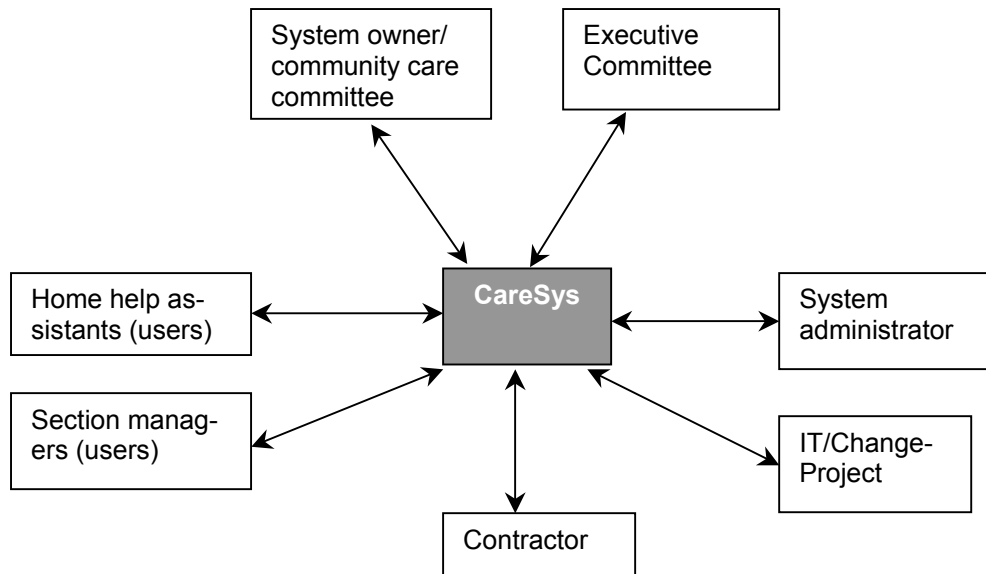 System owner/
community care
committee
Executive
Committee
CareSys
Home help as-
sistants (users)
System
administrator
Section manag-
ers (users)
IT/Change-
Project
Contractor